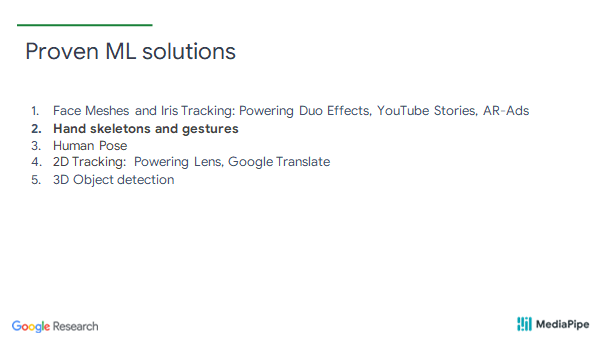 Proven ML solutions
1. Face Meshes and Iris Tracking: Powering Duo Effects, YouTube Stories, AR-Ads
2. Hand skeletons and gestures
3. Human Pose
4. 2D Tracking: Powering Lens, Google Translate
5. 3D Object detection
Google Research
MediaPipe